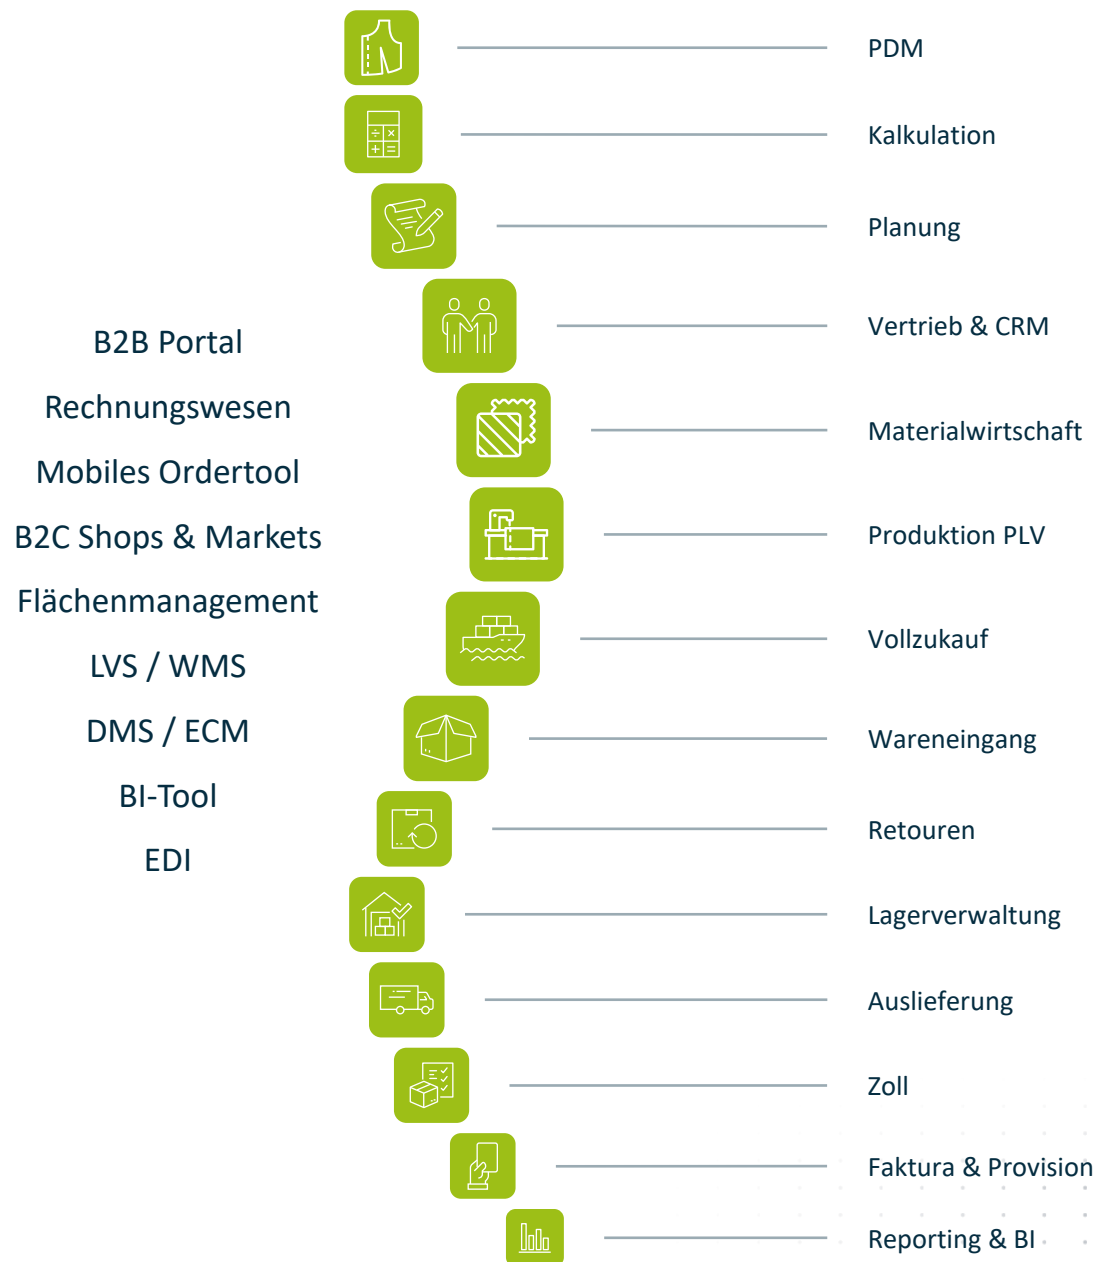 B2B Portal
Rechnungswesen
Mobiles Ordertool
B2C Shops & Markets
Flächenmanagement
LVS / WMS
DMS / ECM
BI-Tool
EDI
PDM
Kalkulation
Planung
Vertrieb & CRM
Materialwirtschaft
Produktion PLV
Vollzukauf
Wareneingang
Retouren
Lagerverwaltung
Auslieferung
Zoll
Faktura & Provision
Reporting & BI